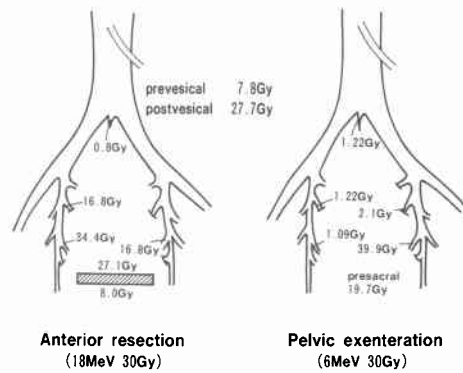 prevesical 7.8Gy
postvesical 27.7Gy
0.8Gy
16.8Gy
34.4Gy
16.8Gy
27.1Gy
8.0Gy
Anterior resection
(18MeV 30Gy)
1.22Gy
1.22Gy
2.1Gy
1.09Gy
39.9Gy
presacral
19.7Gy
Pelvic exenteration
(6MeV 30Gy)